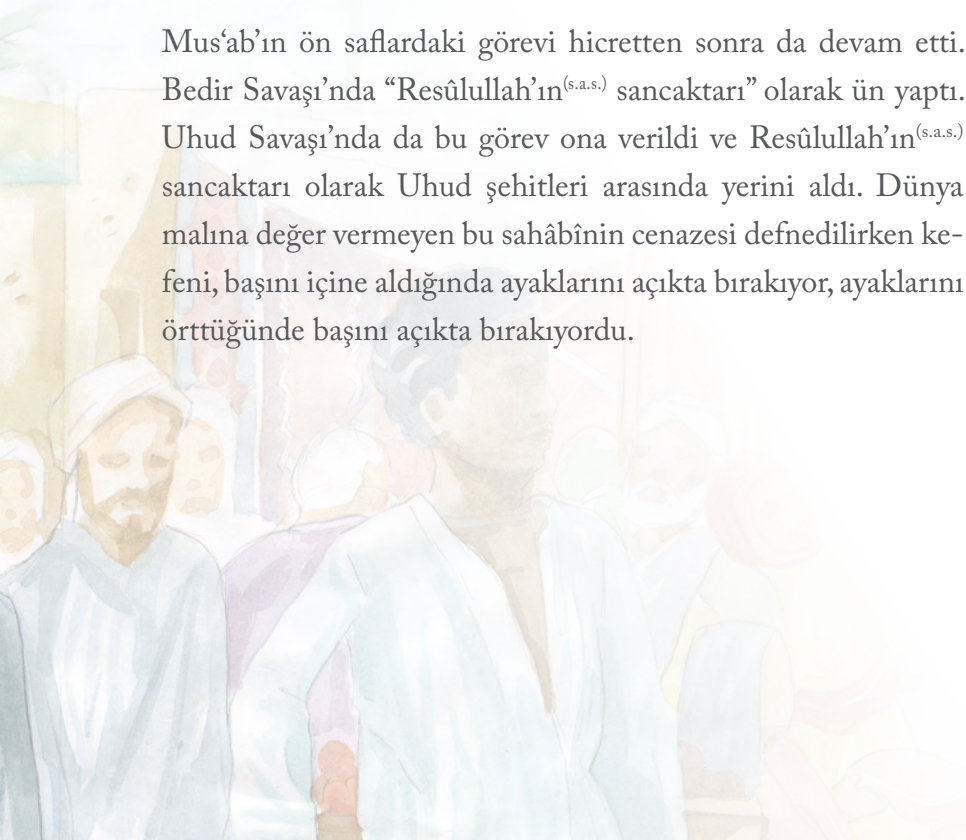 Mus‘ab’ın ön saflardaki görevi hicretten sonra da devam etti.
Bedir Savaşı’nda “Resûlullah’ın(s.a.s.) sancaktarı” olarak ün yaptı.
Uhud Savaşı’nda da bu görev ona verildi ve Resûlullah’ın(s.a.s.)
sancaktarı olarak Uhud şehitleri arasında yerini aldı. Dünya
malına değer vermeyen bu sahâbînin cenazesi defnedilirken ke-
feni, başını içine aldığında ayaklarını açıkta bırakıyor, ayaklarını
örttüğünde başını açıkta bırakıyordu.